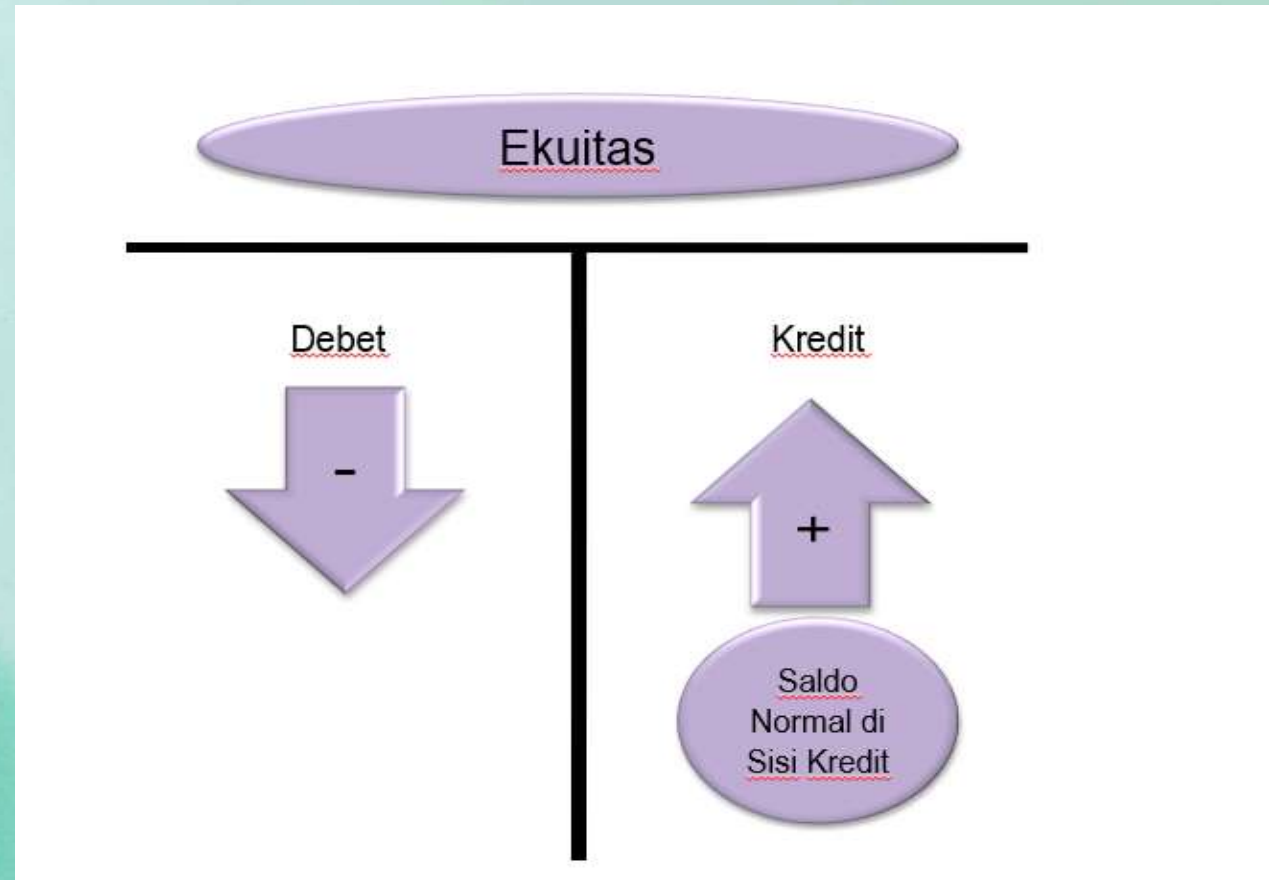 Ekuitas
Debet
Kredit
-
+
Saldo
Normal di
Sisi Kredit